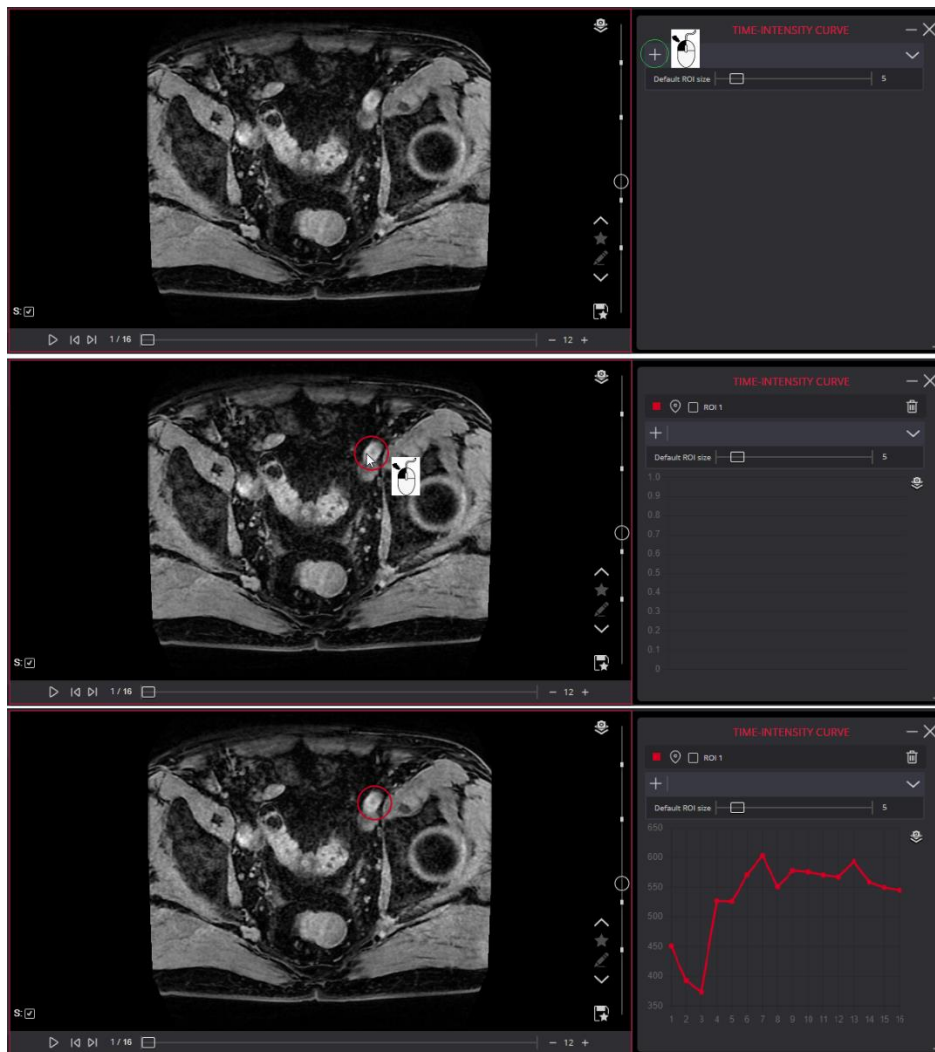 TIME-INTENSITY CURVE
Default ROI size 5
S:
1 / 16
12
TIME-INTENSITY CURVE
ROI 1
Default ROI size 5
1.0
0.9
0.8
0.7
0.6
0.5
0.4
0.3
0.2
0.1
0
S:
1 / 16
12
TIME-INTENSITY CURVE
ROI 1
Default ROI size 5
650
600
550
500
450
400
350
1 2 3 4 5 6 7 8 9 10 11 12 13 14 15 16
S:
1 / 16
12